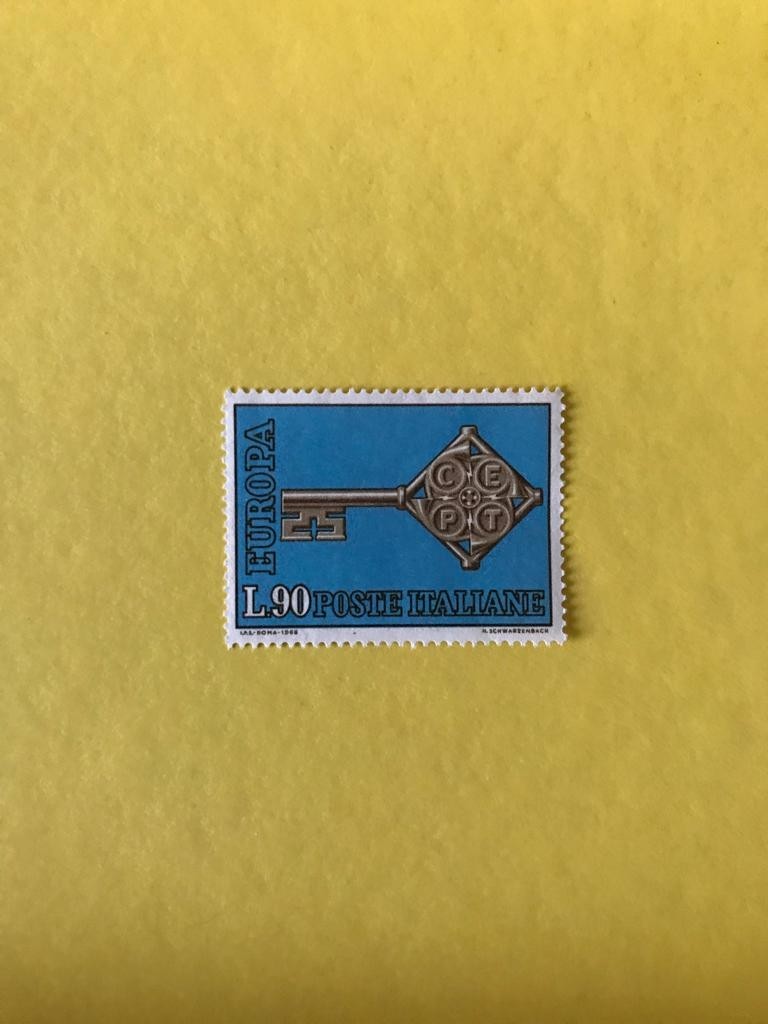 EUROPA
C E
P T
L.90 POSTE ITALIANE
I.P.S.-ROMA-1968
H. SCHWARZENBACH